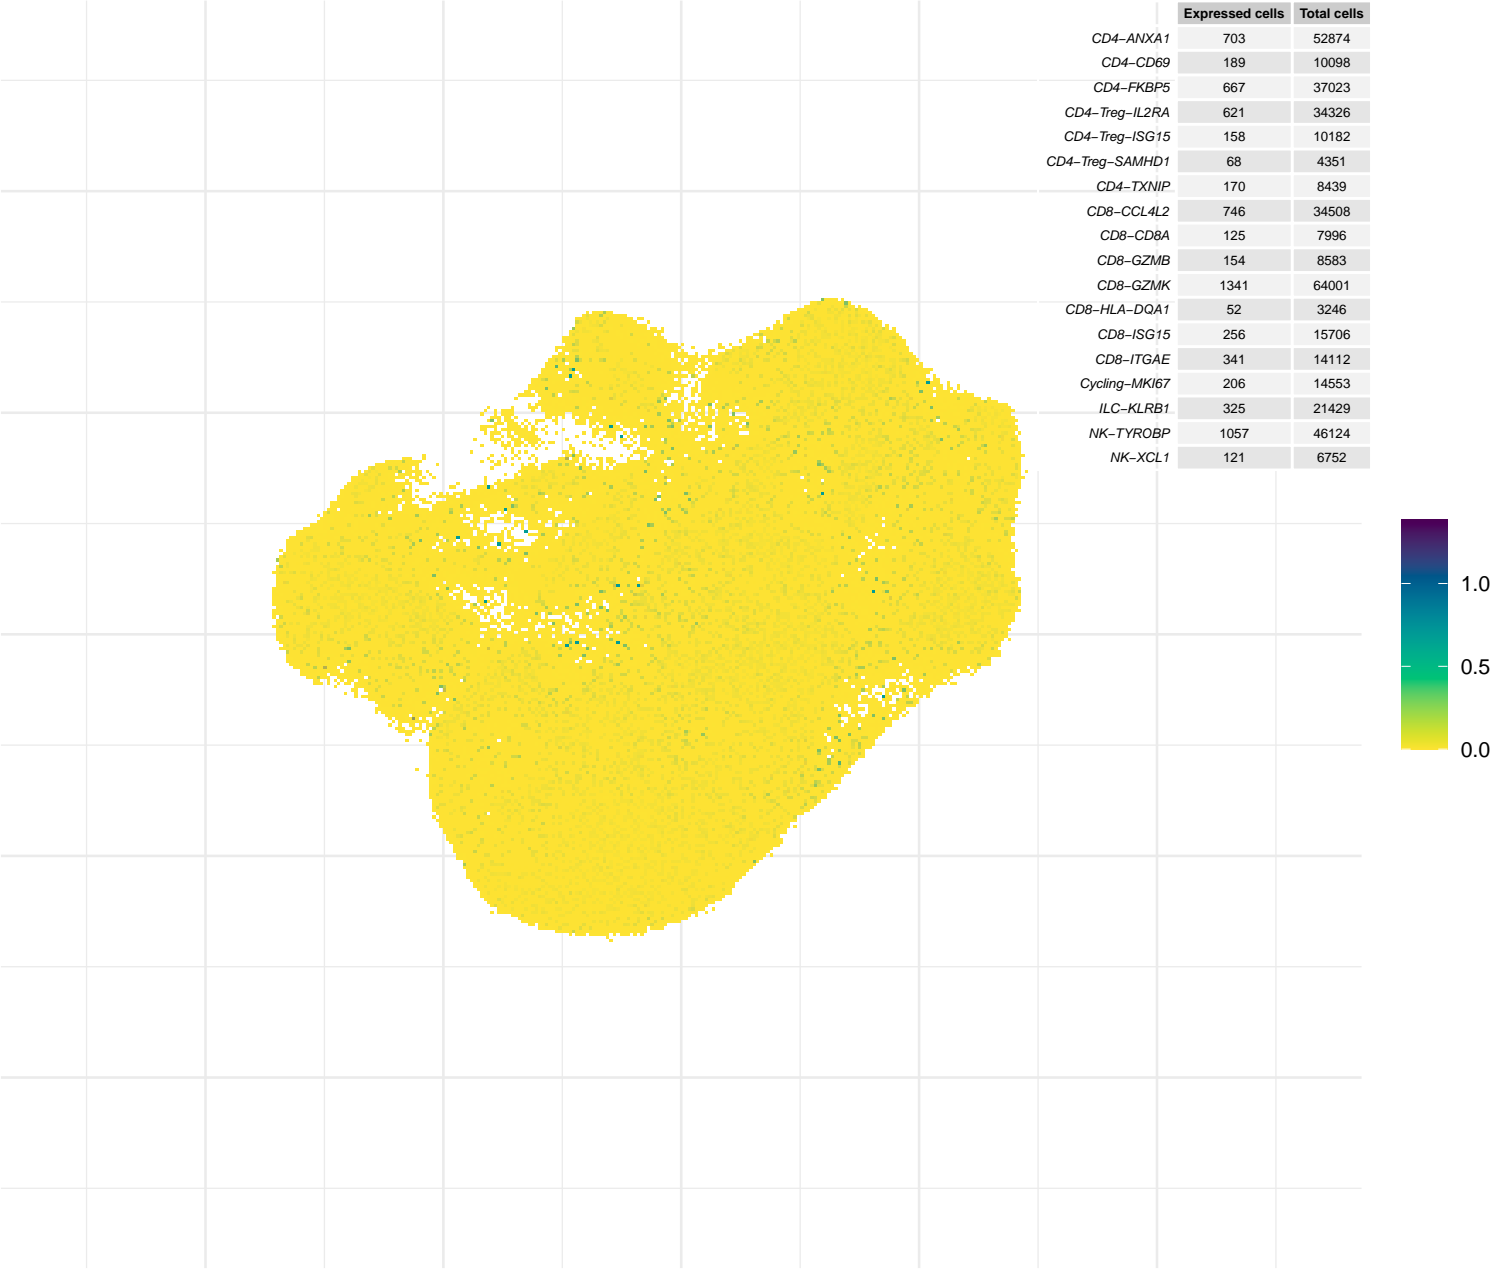 Expressed cells Total cells
CD4−ANXA1 703 52874
CD4−CD69 189 10098
CD4−FKBP5 667 37023
CD4−Treg−IL2RA 621 34326
CD4−Treg−ISG15 158 10182
CD4−Treg−SAMHD1 68 4351
CD4−TXNIP 170 8439
CD8−CCL4L2 746 34508
CD8−CD8A 125 7996
CD8−GZMB 154 8583
CD8−GZMK 1341 64001
CD8−HLA−DQA1 52 3246
CD8−ISG15 256 15706
CD8−ITGAE 341 14112
Cycling−MKI67 206 14553
ILC−KLRB1 325 21429
NK−TYROBP 1057 46124
NK−XCL1 121 6752
1.0
0.5
0.0